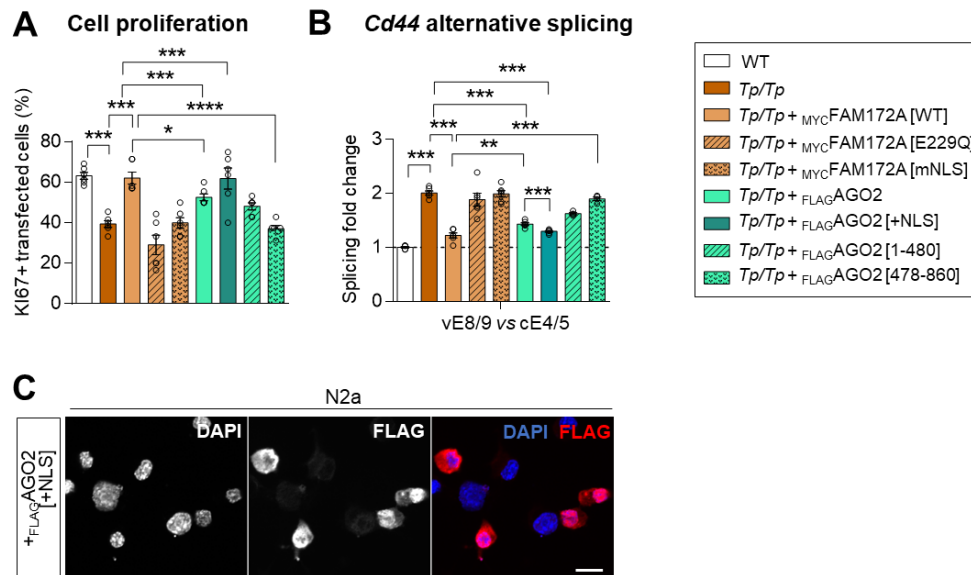 A Cell proliferation
KI67+ transfected cells (%)
80
60
40
20
0
***
***
***
***
*
****
B Cd44 alternative splicing
Splicing fold change
3
2
1
0
***
***
***
***
**
***
***
vE8/9 vs cE4/5
WT
Tp/Tp
Tp/Tp + MYCFAM172A [WT]
Tp/Tp + MYCFAM172A [E229Q]
Tp/Tp + MYCFAM172A [mNLS]
Tp/Tp + FLAGAGO2
Tp/Tp + FLAGAGO2 [+NLS]
Tp/Tp + FLAGAGO2 [1-480]
Tp/Tp + FLAGAGO2 [478-860]
C
N2a
+FLAGAGO2
[+NLS]
DAPI
FLAG
DAPI FLAG